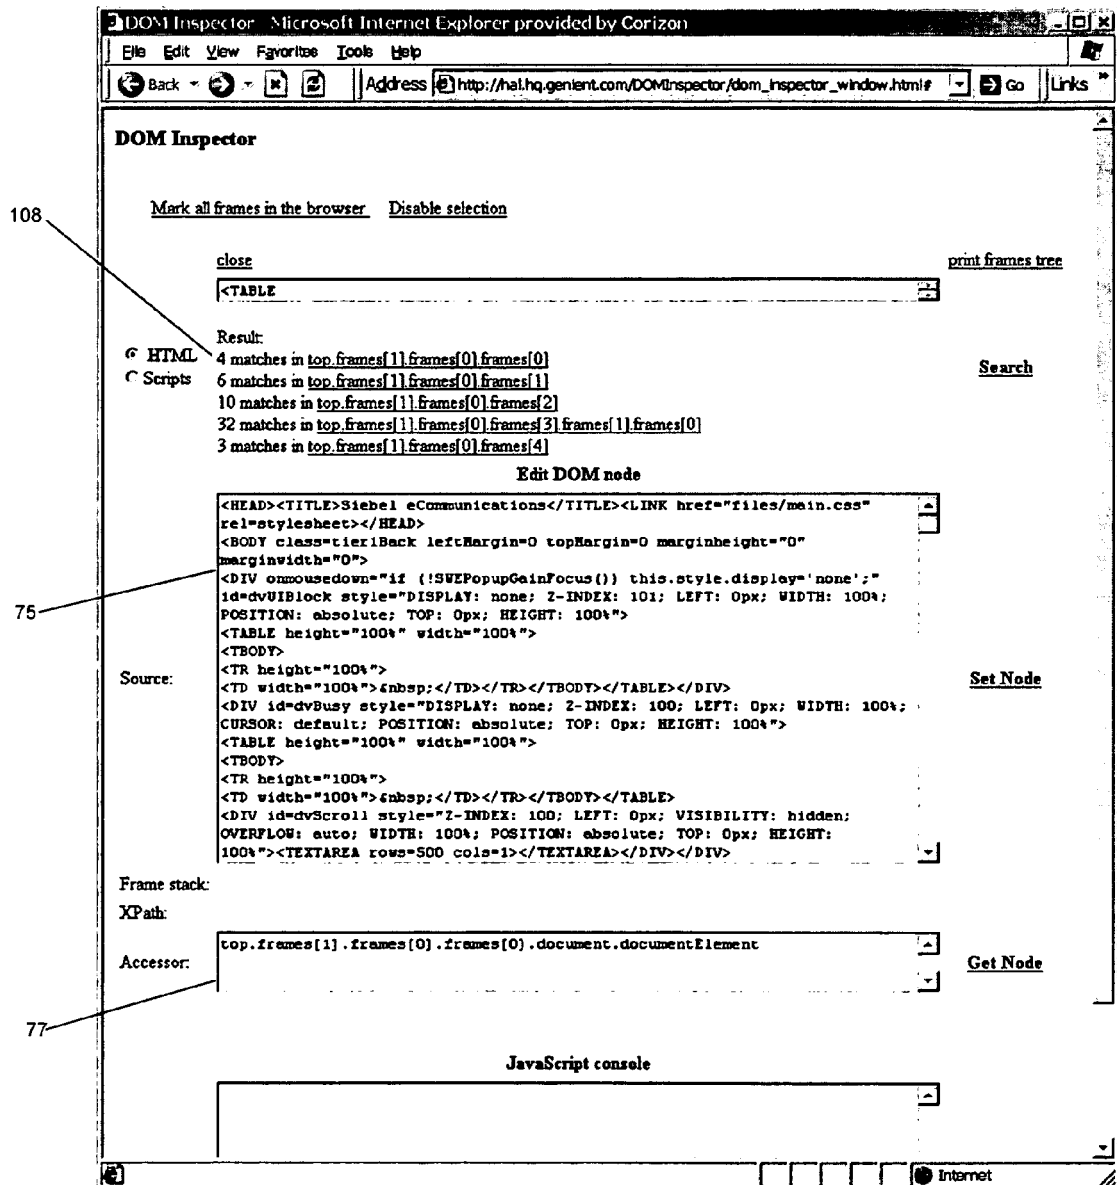 DOM Inspector - Microsoft Internet Explorer provided by Corizon
File Edit View Favorites Tools Help
Back Address http://hal.hq.genient.com/DOMInspector/dom_inspector_window.html# Go Links »
DOM Inspector
Mark all frames in the browser Disable selection
108
close print frames tree
<TABLE
Result:
HTML 4 matches in top.frames[1].frames[0].frames[0]
Scripts 6 matches in top.frames[1].frames[0].frames[1] Search
10 matches in top.frames[1].frames[0].frames[2]
32 matches in top.frames[1].frames[0].frames[3].frames[1].frames[0]
3 matches in top.frames[1].frames[0].frames[4]
Edit DOM node
<HEAD><TITLE>Siebel eCommunications</TITLE><LINK href="files/main.css"
rel=stylesheet></HEAD>
<BODY class=tier1Back leftMargin=0 topMargin=0 marginheight="0"
marginwidth="0">
<DIV onmousedown="if (!SWEPopupGainFocus()) this.style.display='none';"
75
id=dvUIBlock style="DISPLAY: none; Z-INDEX: 101; LEFT: 0px; WIDTH: 100%;
POSITION: absolute; TOP: 0px; HEIGHT: 100%">
<TABLE height="100%" width="100%">
<TBODY>
<TR height="100%">
Source: <TD width="100%">&nbsp;</TD></TR></TBODY></TABLE></DIV> Set Node
<DIV id=dvBusy style="DISPLAY: none; Z-INDEX: 100; LEFT: 0px; WIDTH: 100%;
CURSOR: default; POSITION: absolute; TOP: 0px; HEIGHT: 100%">
<TABLE height="100%" width="100%">
<TBODY>
<TR height="100%">
<TD width="100%">&nbsp;</TD></TR></TBODY></TABLE>
<DIV id=dvScroll style="Z-INDEX: 100; LEFT: 0px; VISIBILITY: hidden;
OVERFLOW: auto; WIDTH: 100%; POSITION: absolute; TOP: 0px; HEIGHT:
100%"><TEXTAREA rows=500 cols=1></TEXTAREA></DIV></DIV>
Frame stack:
XPath:
top.frames[1].frames[0].frames[0].document.documentElement
Accessor: Get Node
77
JavaScript console
Internet